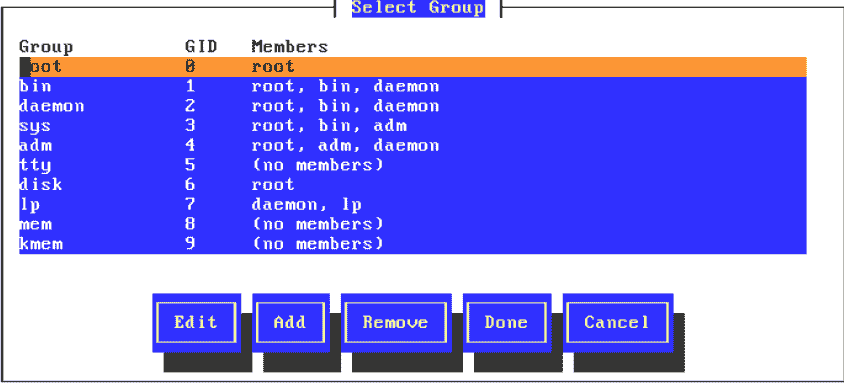 Select Group
Group GID Members
root 0 root
bin 1 root, bin, daemon
daemon 2 root, bin, daemon
sys 3 root, bin, adm
adm 4 root, adm, daemon
tty 5 (no members)
disk 6 root
lp 7 daemon, lp
mem 8 (no members)
kmem 9 (no members)
Edit Add Remove Done Cancel